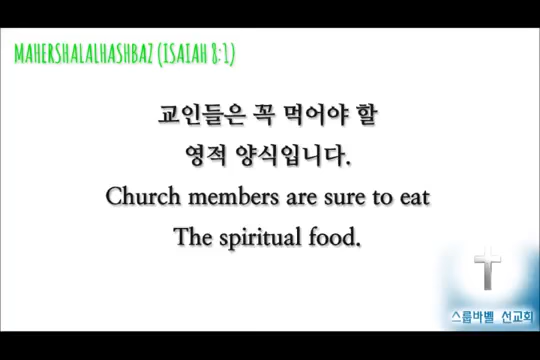 MAHERSHALALHASHBAZ (ISAIAH 8:1)
교인들은 꼭 먹어야 할
영적 양식입니다.
Church members are sure to eat
The spiritual food.
스룹바벨 선교회